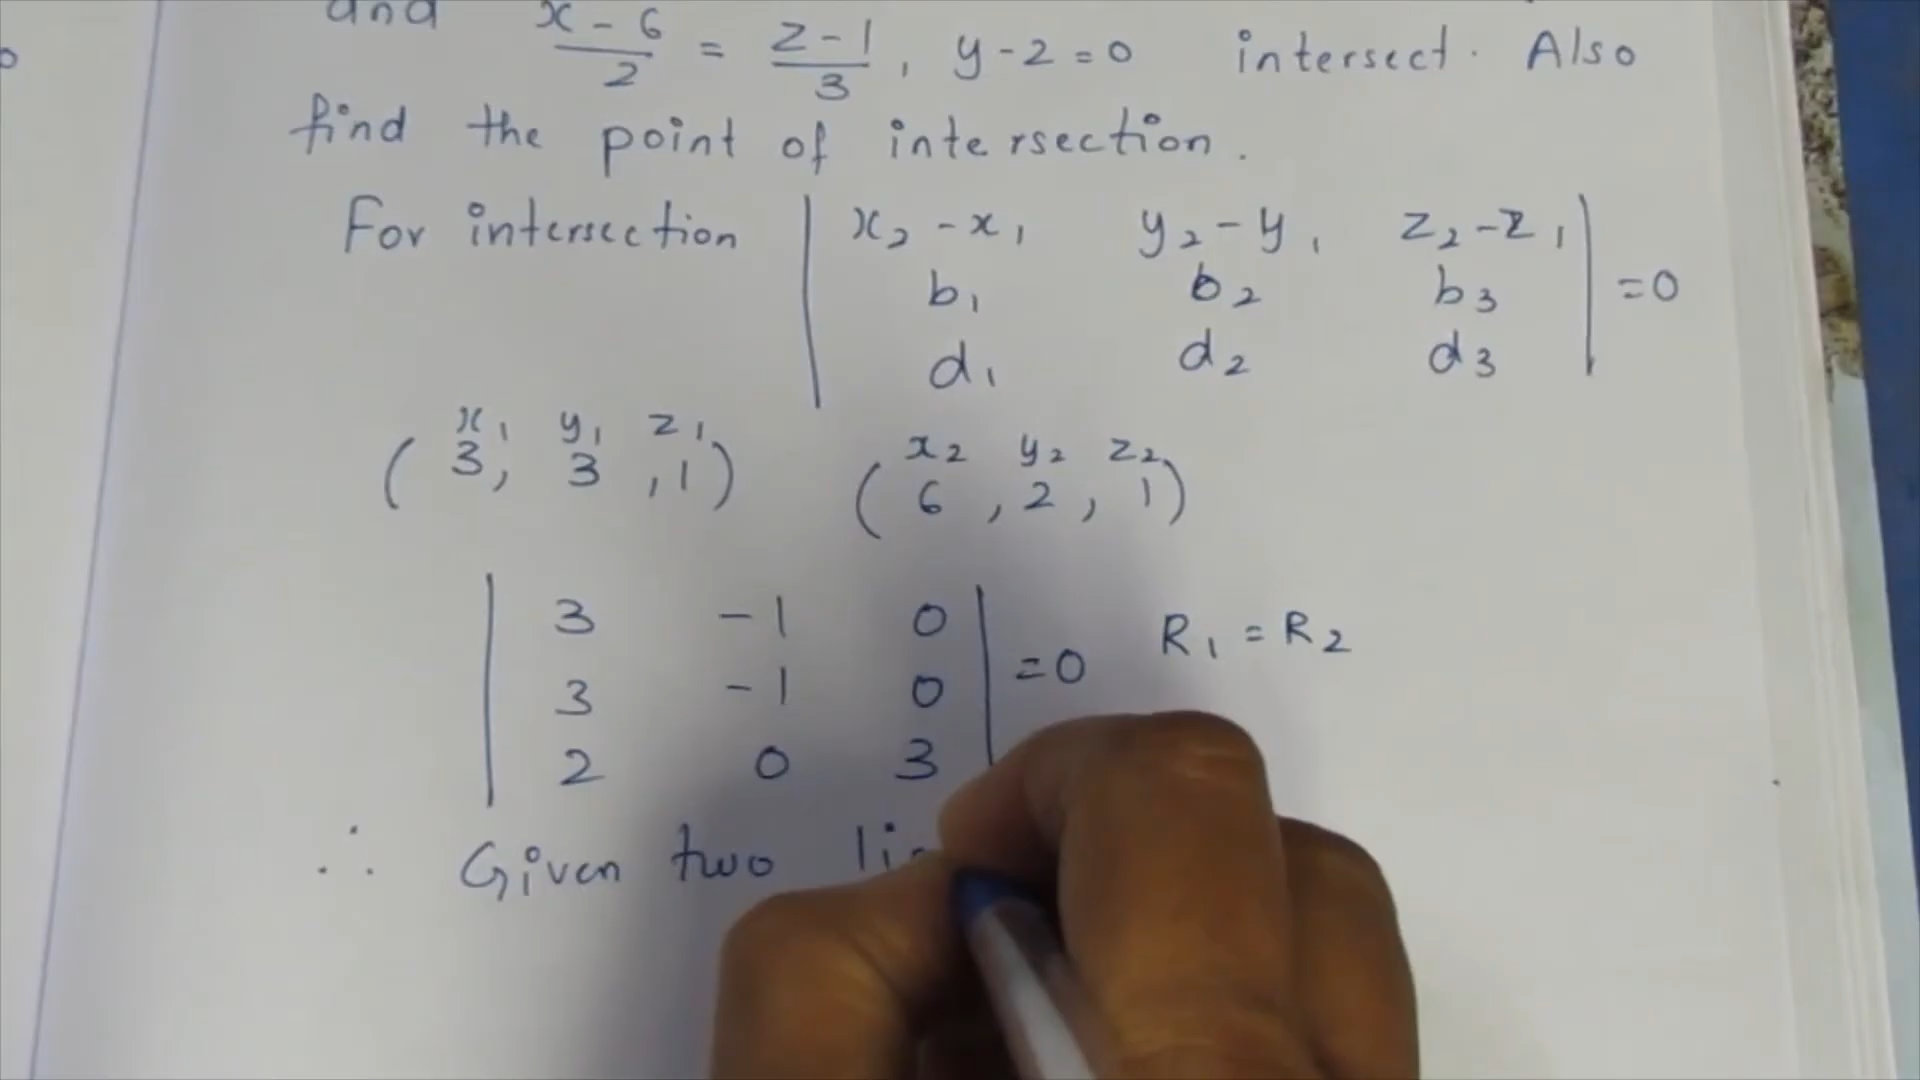 and x-6/2 = z-1/3, y-2=0 intersect. Also
find the point of intersection.
For intersection | x₂-x₁ y₂-y₁ z₂-z₁ |
b₁ b₂ b₃ =0
d₁ d₂ d₃
x₁ y₁ z₁ x₂ y₂ z₂
(3, 3, 1) (6, 2, 1)
| 3 -1 0 | R₁ = R₂
3 -1 0 =0
2 0 3
∴ Given two